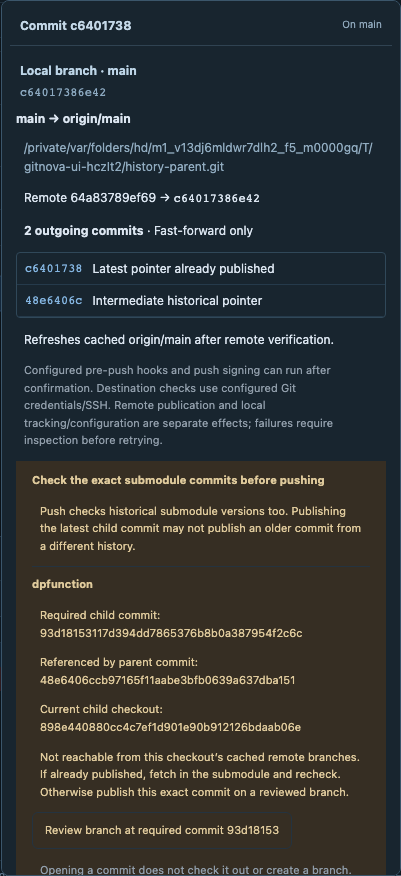 Commit c6401738
On main
Local branch · main
c64017386e42
main → origin/main
/private/var/folders/hd/m1_v13dj6mldwr7dlh2_f5_m0000gq/T/
gitnova-ui-hczlt2/history-parent.git
Remote 64a83789ef69 → c64017386e42
2 outgoing commits · Fast-forward only
c6401738 Latest pointer already published
48e6406c Intermediate historical pointer
Refreshes cached origin/main after remote verification.
Configured pre-push hooks and push signing can run after
confirmation. Destination checks use configured Git
credentials/SSH. Remote publication and local
tracking/configuration are separate effects; failures require
inspection before retrying.
Check the exact submodule commits before pushing
Push checks historical submodule versions too. Publishing
the latest child commit may not publish an older commit from
a different history.
dpfunction
Required child commit:
93d18153117d394dd7865376b8b0a387954f2c6c
Referenced by parent commit:
48e6406ccb97165f11aabe3bfb0639a637dba151
Current child checkout:
898e440880cc4c7ef1d901e90b912126bdaab06e
Not reachable from this checkout's cached remote branches.
If already published, fetch in the submodule and recheck.
Otherwise publish this exact commit on a reviewed branch.
Review branch at required commit 93d18153
Opening a commit does not check it out or create a branch.